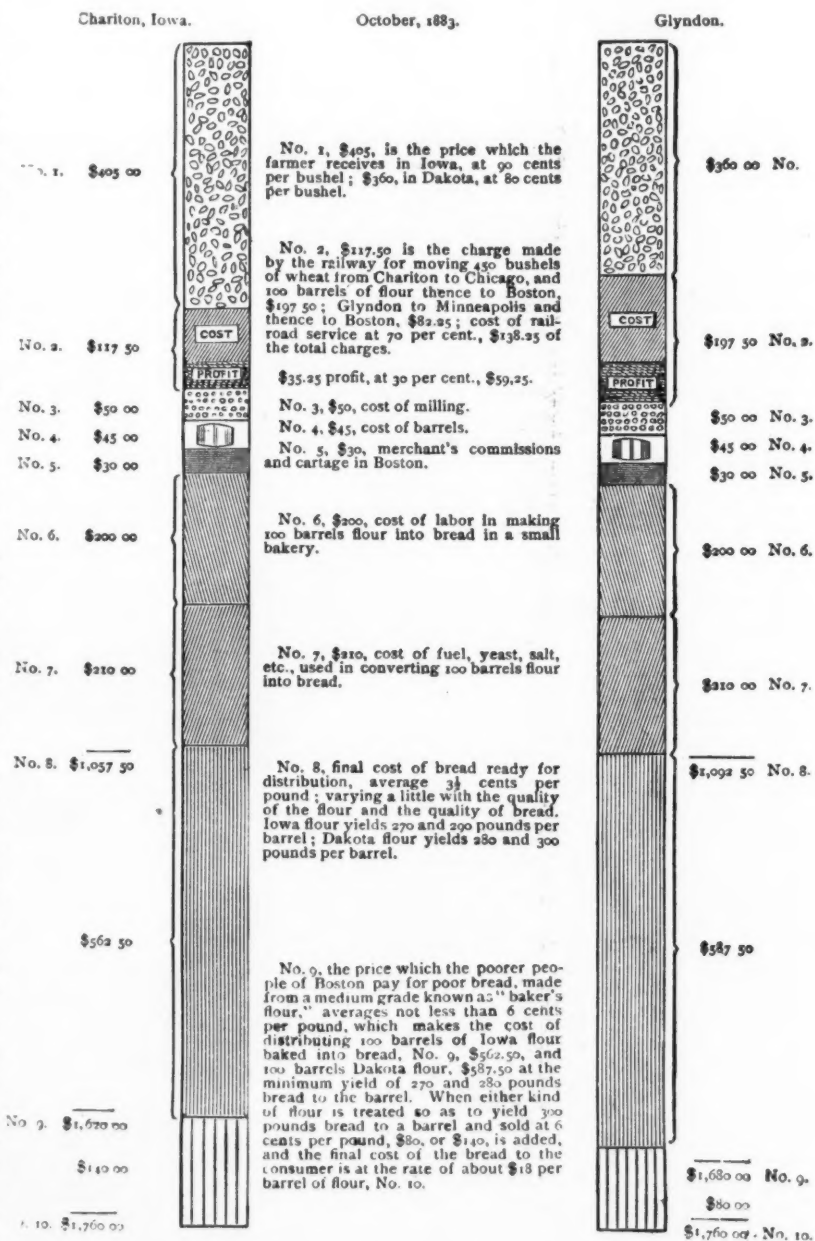 Chariton, Iowa. October, 1883. Glyndon.
No. 1. $405 00
No. 1, $405, is the price which the
farmer receives in Iowa, at 90 cents
per bushel; $360, in Dakota, at 80 cents
per bushel.
$360 00 No.
No. 2, $117.50 is the charge made
by the railway for moving 450 bushels
of wheat from Chariton to Chicago, and
100 barrels of flour thence to Boston,
$197 50; Glyndon to Minneapolis and
thence to Boston, $82.25; cost of rail-
road service at 70 per cent., $138.25 of
the total charges.
COST
No. 2. $117 50
PROFIT
COST
$197 50 No. 2.
PROFIT
$35.25 profit, at 30 per cent., $59,25.
No. 3. $50 00
No. 3, $50, cost of milling.
$50 00 No. 3.
No. 4. $45 00
No. 4, $45, cost of barrels.
$45 00 No. 4.
No. 5. $30 00
No. 5, $30, merchant's commissions
and cartage in Boston.
$30 00 No. 5.
No. 6. $200 00
No. 6, $200, cost of labor in making
100 barrels flour into bread in a small
bakery.
$200 00 No. 6.
No. 7. $210 00
No. 7, $210, cost of fuel, yeast, salt,
etc., used in converting 100 barrels flour
into bread.
$210 00 No. 7.
No. 8. $1,057 50
No. 8, final cost of bread ready for
distribution, average 3½ cents per
pound; varying a little with the quality
of the flour and the quality of bread.
Iowa flour yields 270 and 290 pounds per
barrel; Dakota flour yields 280 and 300
pounds per barrel.
$1,092 50 No. 8.
$562 50
$587 50
No. 9, the price which the poorer peo-
ple of Boston pay for poor bread, made
from a medium grade known as "baker's
flour," averages not less than 6 cents
per pound, which makes the cost of
distributing 100 barrels of Iowa flour
baked into bread, No. 9, $562.50, and
100 barrels Dakota flour, $587.50 at the
minimum yield of 270 and 280 pounds
bread to the barrel. When either kind
of flour is treated so as to yield 300
pounds bread to a barrel and sold at 6
cents per pound, $80, or $140, is added,
and the final cost of the bread to the
consumer is at the rate of about $18 per
barrel of flour, No. 10.
No 9. $1,620 00
$140 00
10. $1,760 00
$1,680 00 No. 9.
$80 00
$1,760 00 No. 10.